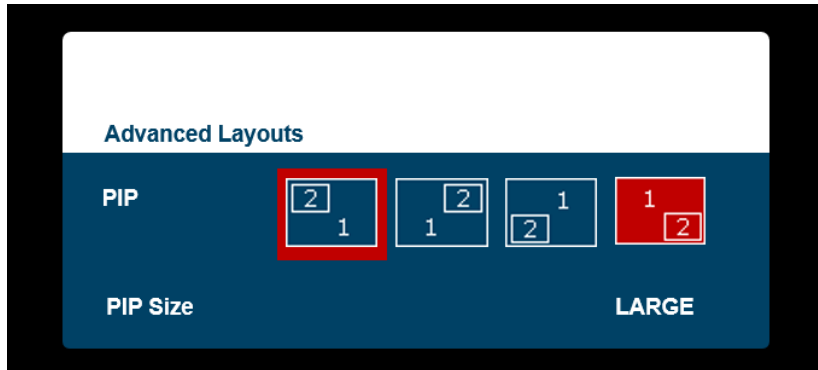 Advanced Layouts
PIP
2 1
2 1
1 2
1 2
PIP Size LARGE